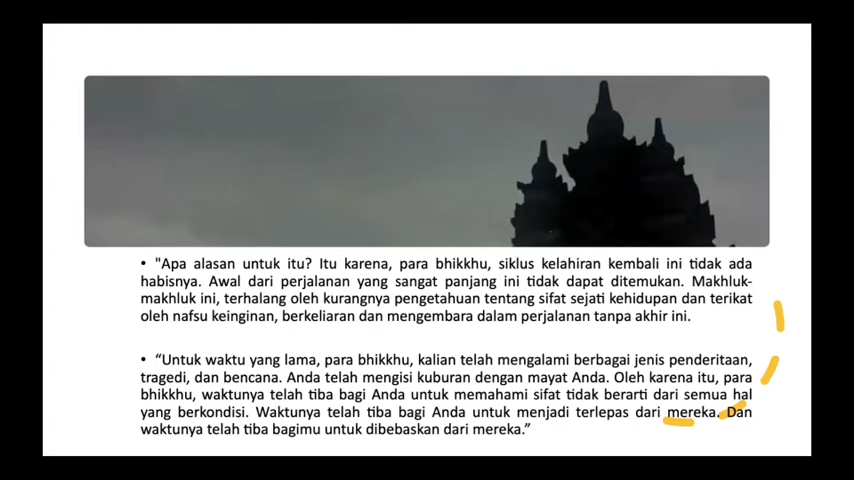 • "Apa alasan untuk itu? Itu karena, para bhikkhu, siklus kelahiran kembali ini tidak ada
habisnya. Awal dari perjalanan yang sangat panjang ini tidak dapat ditemukan. Makhluk-
makhluk ini, terhalang oleh kurangnya pengetahuan tentang sifat sejati kehidupan dan terikat
oleh nafsu keinginan, berkeliaran dan mengembara dalam perjalanan tanpa akhir ini.
• “Untuk waktu yang lama, para bhikkhu, kalian telah mengalami berbagai jenis penderitaan,
tragedi, dan bencana. Anda telah mengisi kuburan dengan mayat Anda. Oleh karena itu, para
bhikkhu, waktunya telah tiba bagi Anda untuk memahami sifat tidak berarti dari semua hal
yang berkondisi. Waktunya telah tiba bagi Anda untuk menjadi terlepas dari mereka. Dan
waktunya telah tiba bagimu untuk dibebaskan dari mereka.”